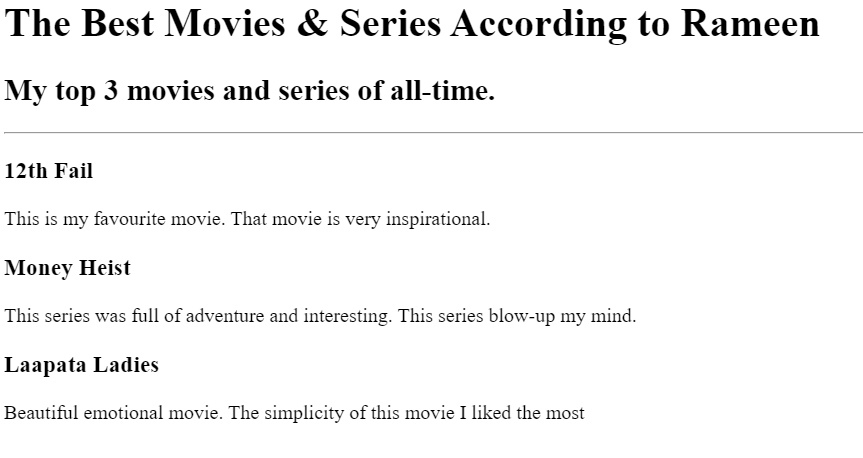 The Best Movies & Series According to Rameen
My top 3 movies and series of all-time.
12th Fail
This is my favourite movie. That movie is very inspirational.
Money Heist
This series was full of adventure and interesting. This series blow-up my mind.
Laapata Ladies
Beautiful emotional movie. The simplicity of this movie I liked the most